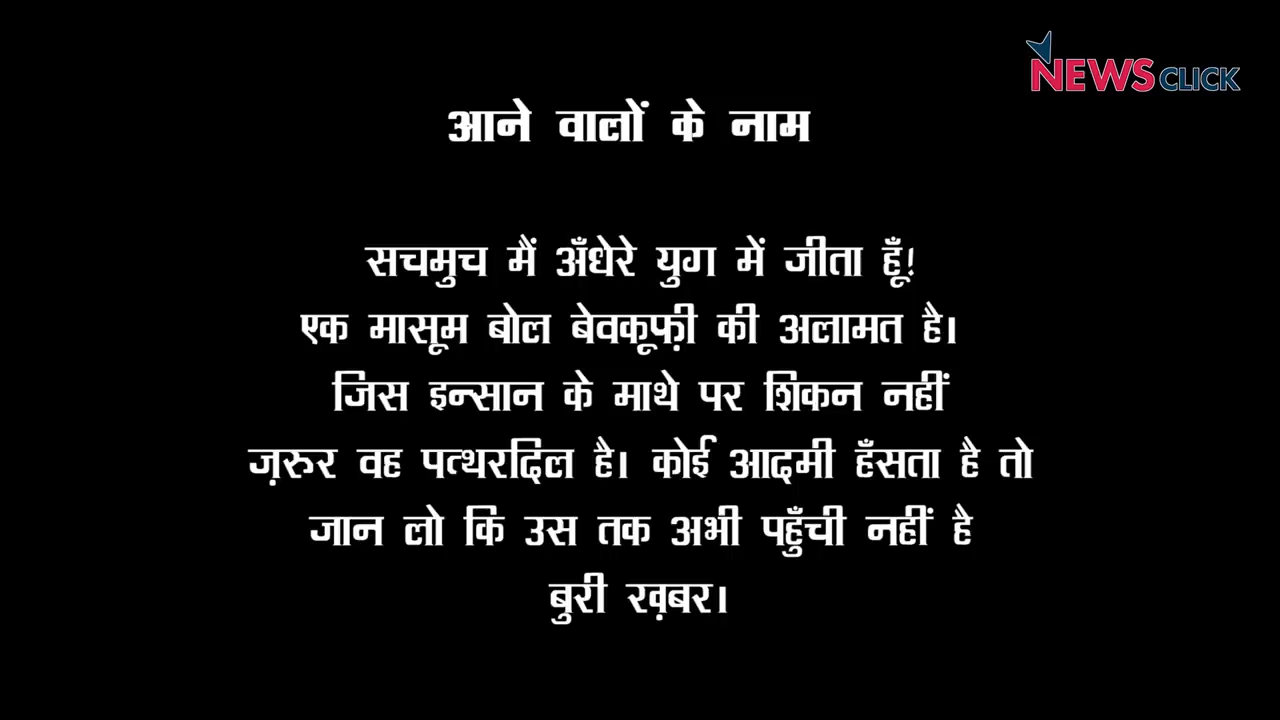 NEWSCLICK
आने वालों के नाम
सचमुच मैं अँधेरे युग में जीता हूँ!
एक मासूम बोल बेवकूफ़ी की अलामत है।
जिस इन्सान के माथे पर शिकन नहीं
ज़रुर वह पत्थरदिल है। कोई आदमी हँसता है तो
जान लो कि उस तक अभी पहुँची नहीं है
बुरी ख़बर।